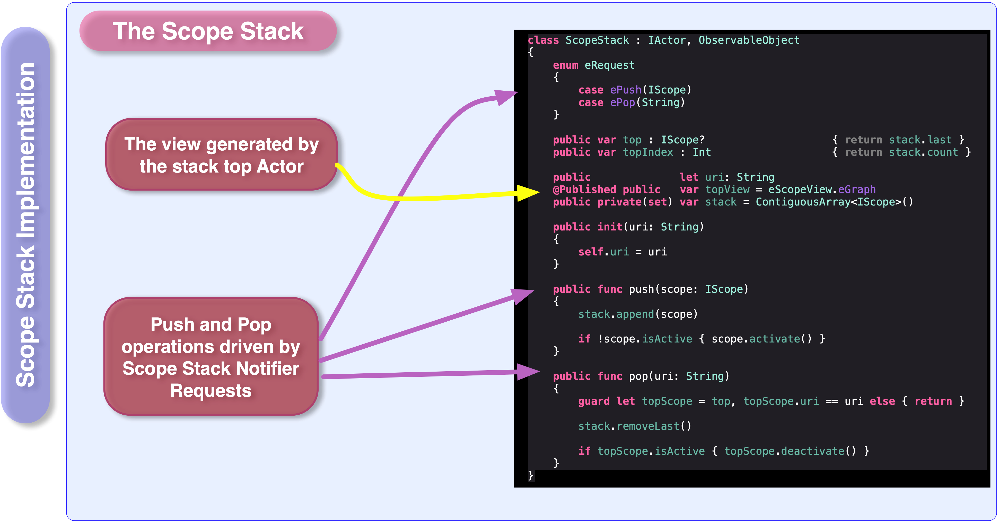 Scope Stack Implementation
The Scope Stack
The view generated by
the stack top Actor
Push and Pop
operations driven by
Scope Stack Notifier
Requests
class ScopeStack : IActor, ObservableObject
{
    enum eRequest
    {
        case ePush(IScope)
        case ePop(String)
    }
    public var top : IScope?                    { return stack.last }
    public var topIndex : Int                   { return stack.count }
    public              let uri: String
    @Published public   var topView = eScopeView.eGraph
    public private(set) var stack = ContiguousArray<IScope>()
    public init(uri: String)
    {
        self.uri = uri
    }
    public func push(scope: IScope)
    {
        stack.append(scope)
        if !scope.isActive { scope.activate() }
    }
    public func pop(uri: String)
    {
        guard let topScope = top, topScope.uri == uri else { return }
        stack.removeLast()
        if topScope.isActive { topScope.deactivate() }
    }
}